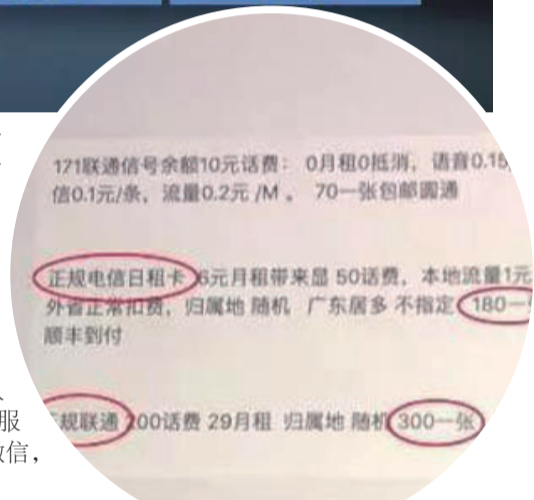 171联通信号余额10元话费： 0月租0抵消，语音0.15
信0.1元/条，流量0.2元 /M 。 70一张包邮圆通
正规电信日租卡 6元月租带来显 50话费，本地流量1元
外省正常扣费，归属地 随机 广东居多 不指定 180一
顺丰到付
规联通 200话费 29月租 归属地 随机 300一张
服
信，